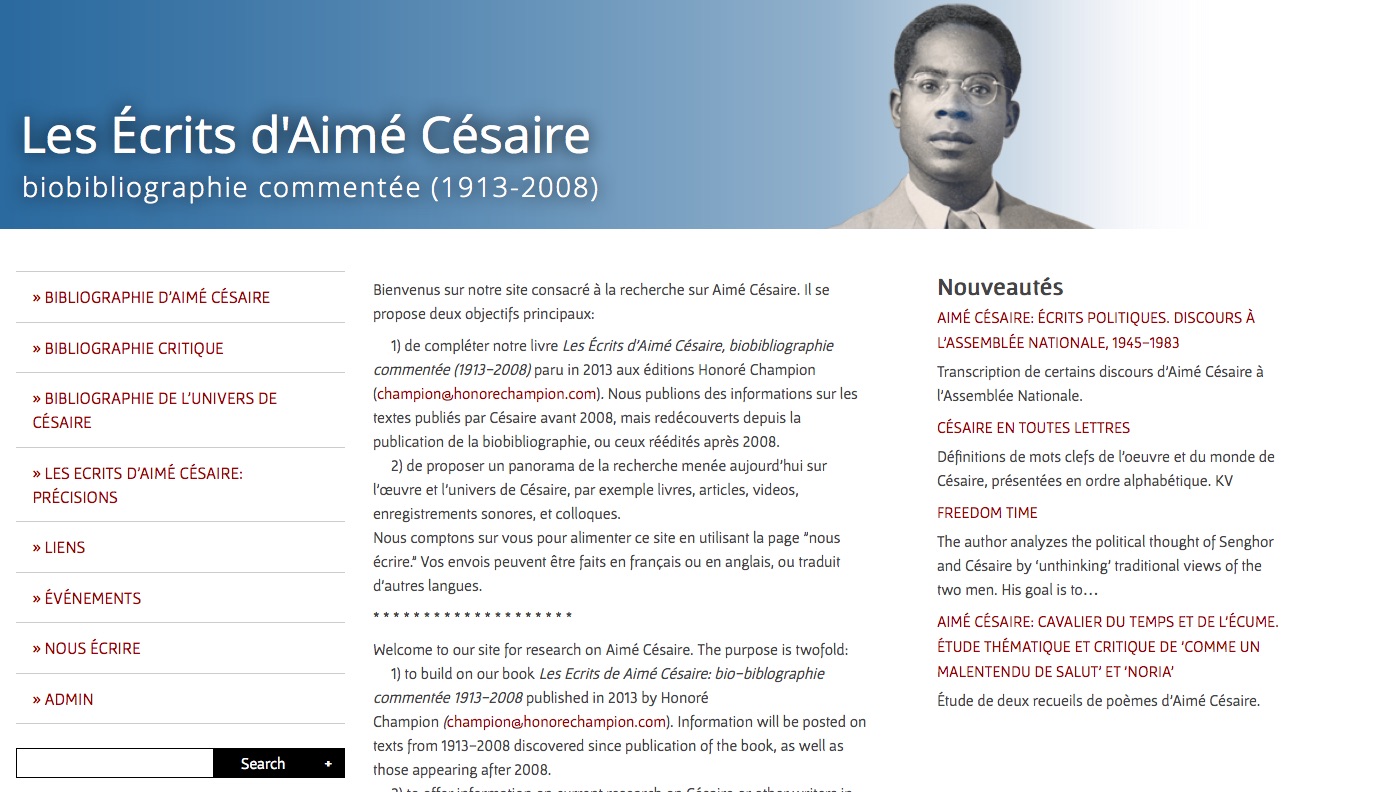 Les Écrits d'Aimé Césaire
biobibliographie commentée (1913-2008)
» BIBLIOGRAPHIE D'AIMÉ CÉSAIRE
» BIBLIOGRAPHIE CRITIQUE
» BIBLIOGRAPHIE DE L'UNIVERS DE
CÉSAIRE
» LES ECRITS D'AIMÉ CÉSAIRE:
PRÉCISIONS
» LIENS
» ÉVÉNEMENTS
» NOUS ÉCRIRE
» ADMIN
Search +
Bienvenus sur notre site consacré à la recherche sur Aimé Césaire. Il se
propose deux objectifs principaux:
1) de compléter notre livre Les Écrits d'Aimé Césaire, biobibliographie
commentée (1913–2008) paru in 2013 aux éditions Honoré Champion
(champion@honorechampion.com). Nous publions des informations sur les
textes publiés par Césaire avant 2008, mais redécouverts depuis la
publication de la biobibliographie, ou ceux réédités après 2008.
2) de proposer un panorama de la recherche menée aujourd'hui sur
l'œuvre et l'univers de Césaire, par exemple livres, articles, videos,
enregistrements sonores, et colloques.
Nous comptons sur vous pour alimenter ce site en utilisant la page "nous
écrire." Vos envois peuvent être faits en français ou en anglais, ou traduit
d'autres langues.
* * * * * * * * * * * * * * * * * * * *
Welcome to our site for research on Aimé Césaire. The purpose is twofold:
1) to build on our book Les Ecrits de Aimé Césaire: bio–biblographie
commentée 1913–2008 published in 2013 by Honoré
Champion (champion@honorechampion.com). Information will be posted on
texts from 1913–2008 discovered since publication of the book, as well as
those appearing after 2008.
2) to offer information on current research on Césaire or other writers in
Nouveautés
AIMÉ CÉSAIRE: ÉCRITS POLITIQUES. DISCOURS À
L'ASSEMBLÉE NATIONALE, 1945–1983
Transcription de certains discours d'Aimé Césaire à
l'Assemblée Nationale.
CÉSAIRE EN TOUTES LETTRES
Définitions de mots clefs de l'oeuvre et du monde de
Césaire, présentées en ordre alphabétique. KV
FREEDOM TIME
The author analyzes the political thought of Senghor
and Césaire by 'unthinking' traditional views of the
two men. His goal is to…
AIMÉ CÉSAIRE: CAVALIER DU TEMPS ET DE L'ÉCUME.
ÉTUDE THÉMATIQUE ET CRITIQUE DE 'COMME UN
MALENTENDU DE SALUT' ET 'NORIA'
Étude de deux recueils de poèmes d'Aimé Césaire.